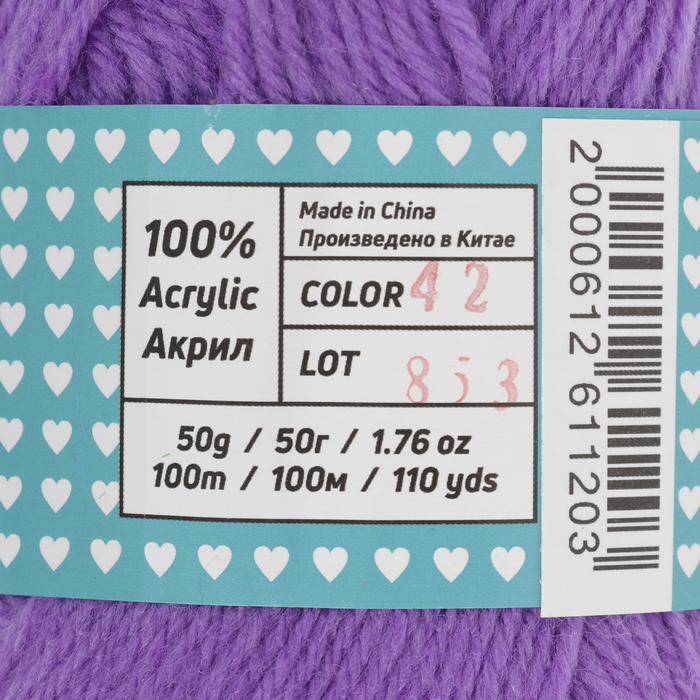 100%
Acrylic
Акрил
Made in China
Произведено в Китае
COLOR 42
LOT 853
50g / 50г / 1.76 oz
100m / 100м / 110 yds
2000612611203